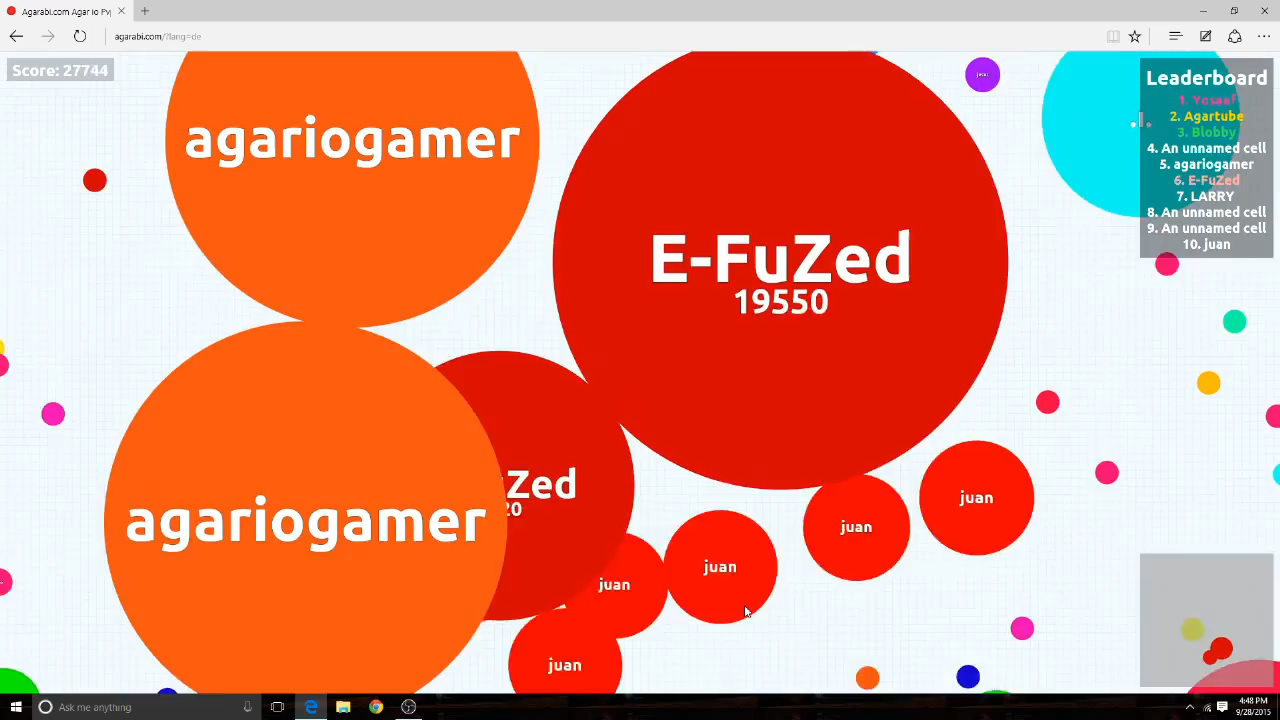 Agarabi.com Agar io Pvp
agarabi.com/?lang=de
Score: 27744
Leaderboard
1. Yosaaf
2. Agartube
3. Blobby
4. An unnamed cell
5. agariogamer
6. E-FuZed
7. LARRY
8. An unnamed cell
9. An unnamed cell
10. juan
agariogamer
E-FuZed
19550
agariogamer
Zed
20
juan
juan
juan
juan
juan
Ask me anything
4:48 PM
9/28/2015